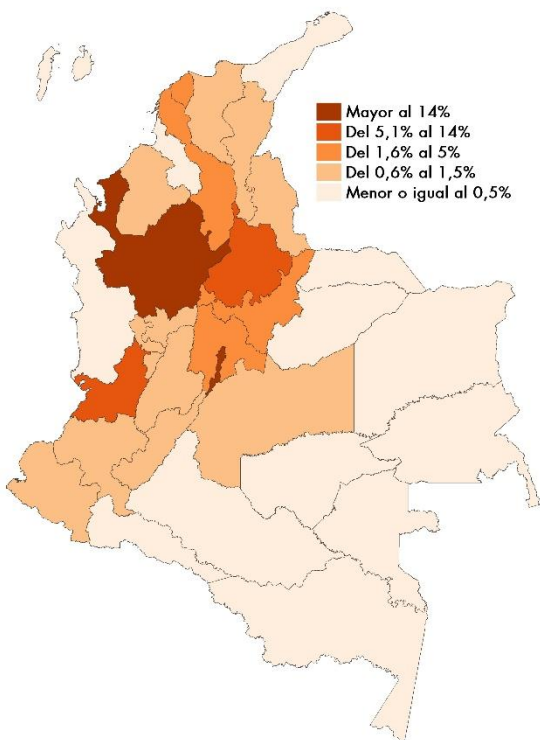 Mayor al 14%
Del 5,1% al 14%
Del 1,6% al 5%
Del 0,6% al 1,5%
Menor o igual al 0,5%